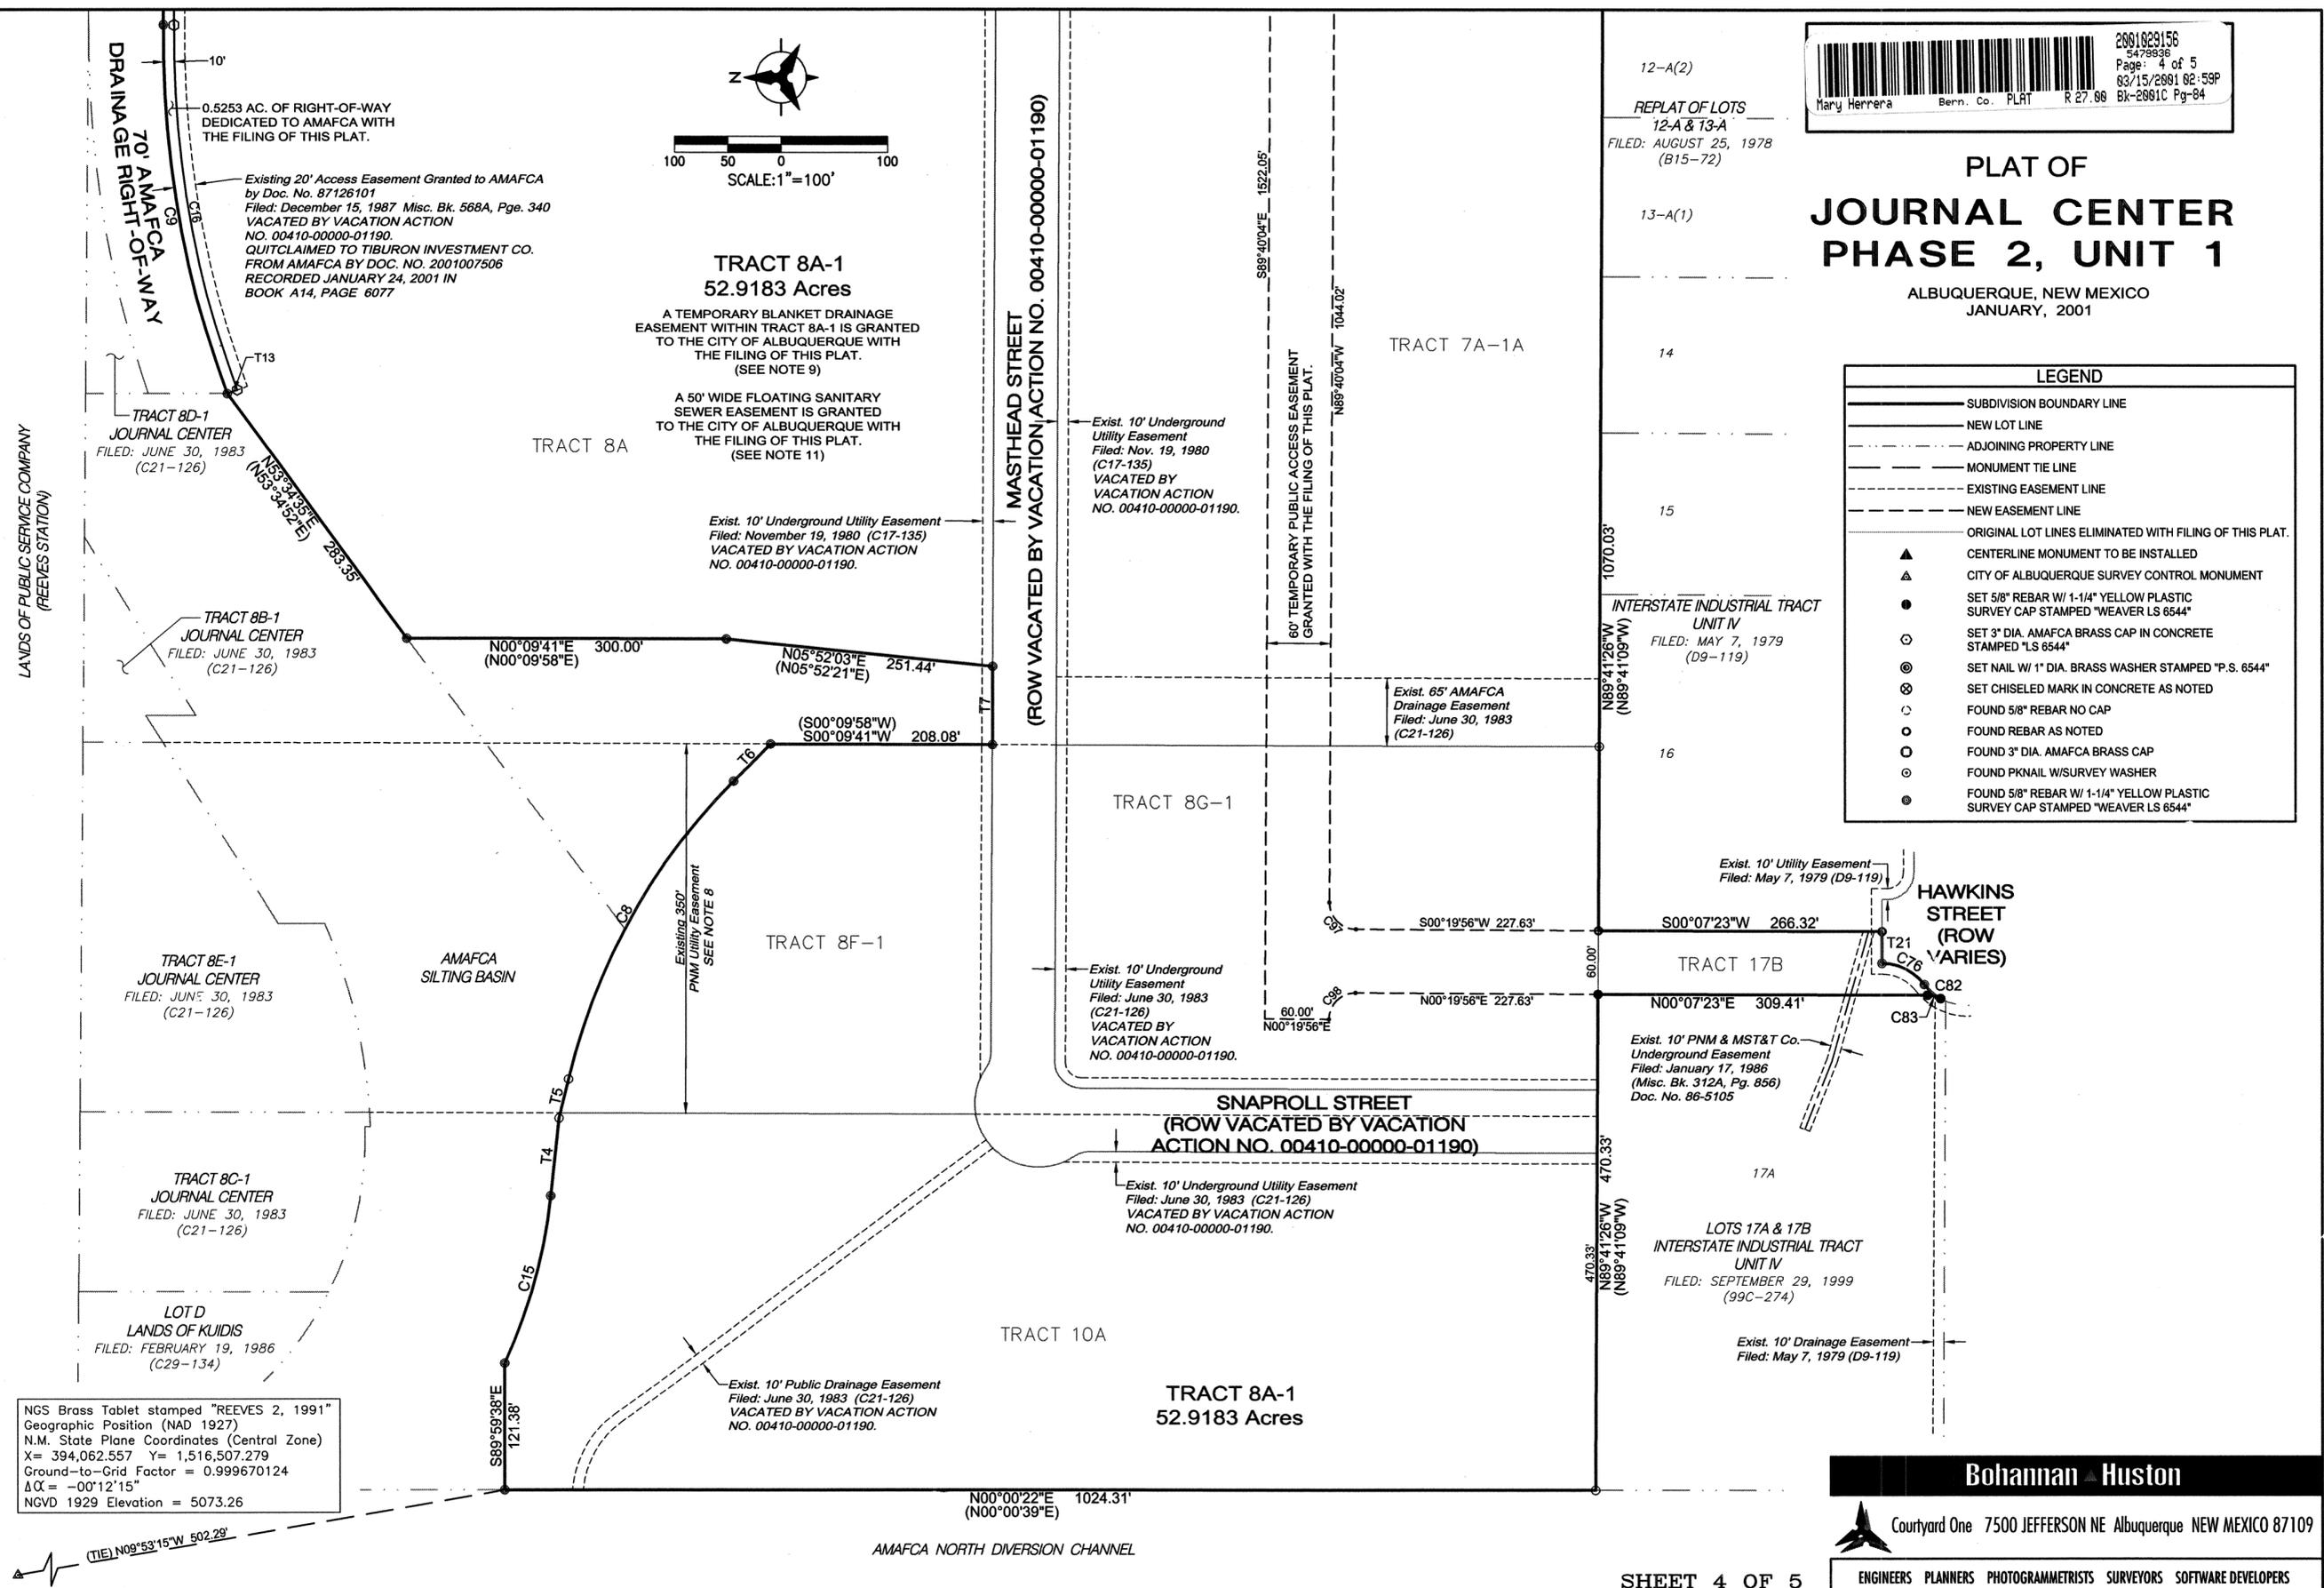 2001029156
5479936
Page: 4 of 5
03/15/2001 02:59P
Mary Herrera Bern. Co. PLAT R 27.00 Bk-2001C Pg-84
PLAT OF
JOURNAL CENTER
PHASE 2, UNIT 1
ALBUQUERQUE, NEW MEXICO
JANUARY, 2001
LEGEND
SUBDIVISION BOUNDARY LINE
NEW LOT LINE
ADJOINING PROPERTY LINE
MONUMENT TIE LINE
EXISTING EASEMENT LINE
NEW EASEMENT LINE
ORIGINAL LOT LINES ELIMINATED WITH FILING OF THIS PLAT.
CENTERLINE MONUMENT TO BE INSTALLED
CITY OF ALBUQUERQUE SURVEY CONTROL MONUMENT
SET 5/8" REBAR W/ 1-1/4" YELLOW PLASTIC
SURVEY CAP STAMPED "WEAVER LS 6544"
SET 3" DIA. AMAFCA BRASS CAP IN CONCRETE
STAMPED "LS 6544"
SET NAIL W/ 1" DIA. BRASS WASHER STAMPED "P.S. 6544"
SET CHISELED MARK IN CONCRETE AS NOTED
FOUND 5/8" REBAR NO CAP
FOUND REBAR AS NOTED
FOUND 3" DIA. AMAFCA BRASS CAP
FOUND PKNAIL W/SURVEY WASHER
FOUND 5/8" REBAR W/ 1-1/4" YELLOW PLASTIC
SURVEY CAP STAMPED "WEAVER LS 6544"
70' AMAFCA
DRAINAGE RIGHT-OF-WAY
10'
0.5253 AC. OF RIGHT-OF-WAY
DEDICATED TO AMAFCA WITH
THE FILING OF THIS PLAT.
Existing 20' Access Easement Granted to AMAFCA
by Doc. No. 87126101
Filed: December 15, 1987 Misc. Bk. 568A, Pge. 340
VACATED BY VACATION ACTION
NO. 00410-00000-01190.
QUITCLAIMED TO TIBURON INVESTMENT CO.
FROM AMAFCA BY DOC. NO. 2001007506
RECORDED JANUARY 24, 2001 IN
BOOK A14, PAGE 6077
C9
C16
T13
N
100 50 0 100
SCALE:1"=100'
TRACT 8A-1
52.9183 Acres
A TEMPORARY BLANKET DRAINAGE
EASEMENT WITHIN TRACT 8A-1 IS GRANTED
TO THE CITY OF ALBUQUERQUE WITH
THE FILING OF THIS PLAT.
(SEE NOTE 9)
A 50' WIDE FLOATING SANITARY
SEWER EASEMENT IS GRANTED
TO THE CITY OF ALBUQUERQUE WITH
THE FILING OF THIS PLAT.
(SEE NOTE 11)
TRACT 8A
MASTHEAD STREET
(ROW VACATED BY VACATION ACTION NO. 00410-00000-01190)
Exist. 10' Underground
Utility Easement
Filed: Nov. 19, 1980
(C17-135)
VACATED BY
VACATION ACTION
NO. 00410-00000-01190.
Exist. 10' Underground Utility Easement
Filed: November 19, 1980 (C17-135)
VACATED BY VACATION ACTION
NO. 00410-00000-01190.
S89°40'04"E 1522.05'
N89°40'04"W 1044.02'
60' TEMPORARY PUBLIC ACCESS EASEMENT
GRANTED WITH THE FILING OF THIS PLAT.
TRACT 7A-1A
12-A(2)
REPLAT OF LOTS
12-A & 13-A
FILED: AUGUST 25, 1978
(B15-72)
13-A(1)
14
15
1070.03'
N89°41'26"W
(N89°41'09"W)
INTERSTATE INDUSTRIAL TRACT
UNIT IV
FILED: MAY 7, 1979
(D9-119)
16
LANDS OF PUBLIC SERVICE COMPANY
(REEVES STATION)
TRACT 8D-1
JOURNAL CENTER
FILED: JUNE 30, 1983
(C21-126)
N53°34'35"E 283.35'
(N53°34'52"E)
TRACT 8B-1
JOURNAL CENTER
FILED: JUNE 30, 1983
(C21-126)
N00°09'41"E 300.00'
(N00°09'58"E)
N05°52'03"E 251.44'
(N05°52'21"E)
T7
(S00°09'58"W)
S00°09'41"W 208.08'
T6
Exist. 65' AMAFCA
Drainage Easement
Filed: June 30, 1983
(C21-126)
TRACT 8G-1
C8
Existing 350'
PNM Utility Easement
SEE NOTE 8
TRACT 8F-1
TRACT 8E-1
JOURNAL CENTER
FILED: JUNE 30, 1983
(C21-126)
AMAFCA
SILTING BASIN
Exist. 10' Underground
Utility Easement
Filed: June 30, 1983
(C21-126)
VACATED BY
VACATION ACTION
NO. 00410-00000-01190.
C97
S00°19'56"W 227.63'
C98
N00°19'56"E 227.63'
60.00'
N00°19'56"E
60.00'
S00°07'23"W 266.32'
TRACT 17B
N00°07'23"E 309.41'
Exist. 10' Utility Easement
Filed: May 7, 1979 (D9-119)
HAWKINS
STREET
(ROW
VARIES)
T21
C76
C82
C83
Exist. 10' PNM & MST&T Co.
Underground Easement
Filed: January 17, 1986
(Misc. Bk. 312A, Pg. 856)
Doc. No. 86-5105
T5
T4
C15
SNAPROLL STREET
(ROW VACATED BY VACATION
ACTION NO. 00410-00000-01190)
Exist. 10' Underground Utility Easement
Filed: June 30, 1983 (C21-126)
VACATED BY VACATION ACTION
NO. 00410-00000-01190.
470.33'
470.33'
N89°41'26"W
(N89°41'09"W)
17A
LOTS 17A & 17B
INTERSTATE INDUSTRIAL TRACT
UNIT IV
FILED: SEPTEMBER 29, 1999
(99C-274)
Exist. 10' Drainage Easement
Filed: May 7, 1979 (D9-119)
TRACT 8C-1
JOURNAL CENTER
FILED: JUNE 30, 1983
(C21-126)
LOT D
LANDS OF KUIDIS
FILED: FEBRUARY 19, 1986
(C29-134)
TRACT 10A
TRACT 8A-1
52.9183 Acres
Exist. 10' Public Drainage Easement
Filed: June 30, 1983 (C21-126)
VACATED BY VACATION ACTION
NO. 00410-00000-01190.
S89°59'38"E
121.38'
NGS Brass Tablet stamped "REEVES 2, 1991"
Geographic Position (NAD 1927)
N.M. State Plane Coordinates (Central Zone)
X= 394,062.557 Y= 1,516,507.279
Ground-to-Grid Factor = 0.999670124
Δα= -00°12'15"
NGVD 1929 Elevation = 5073.26
(TIE) N09°53'15"W 502.29'
N00°00'22"E 1024.31'
(N00°00'39"E)
AMAFCA NORTH DIVERSION CHANNEL
Bohannan Huston
Courtyard One 7500 JEFFERSON NE Albuquerque NEW MEXICO 87109
ENGINEERS PLANNERS PHOTOGRAMMETRISTS SURVEYORS SOFTWARE DEVELOPERS
SHEET 4 OF 5